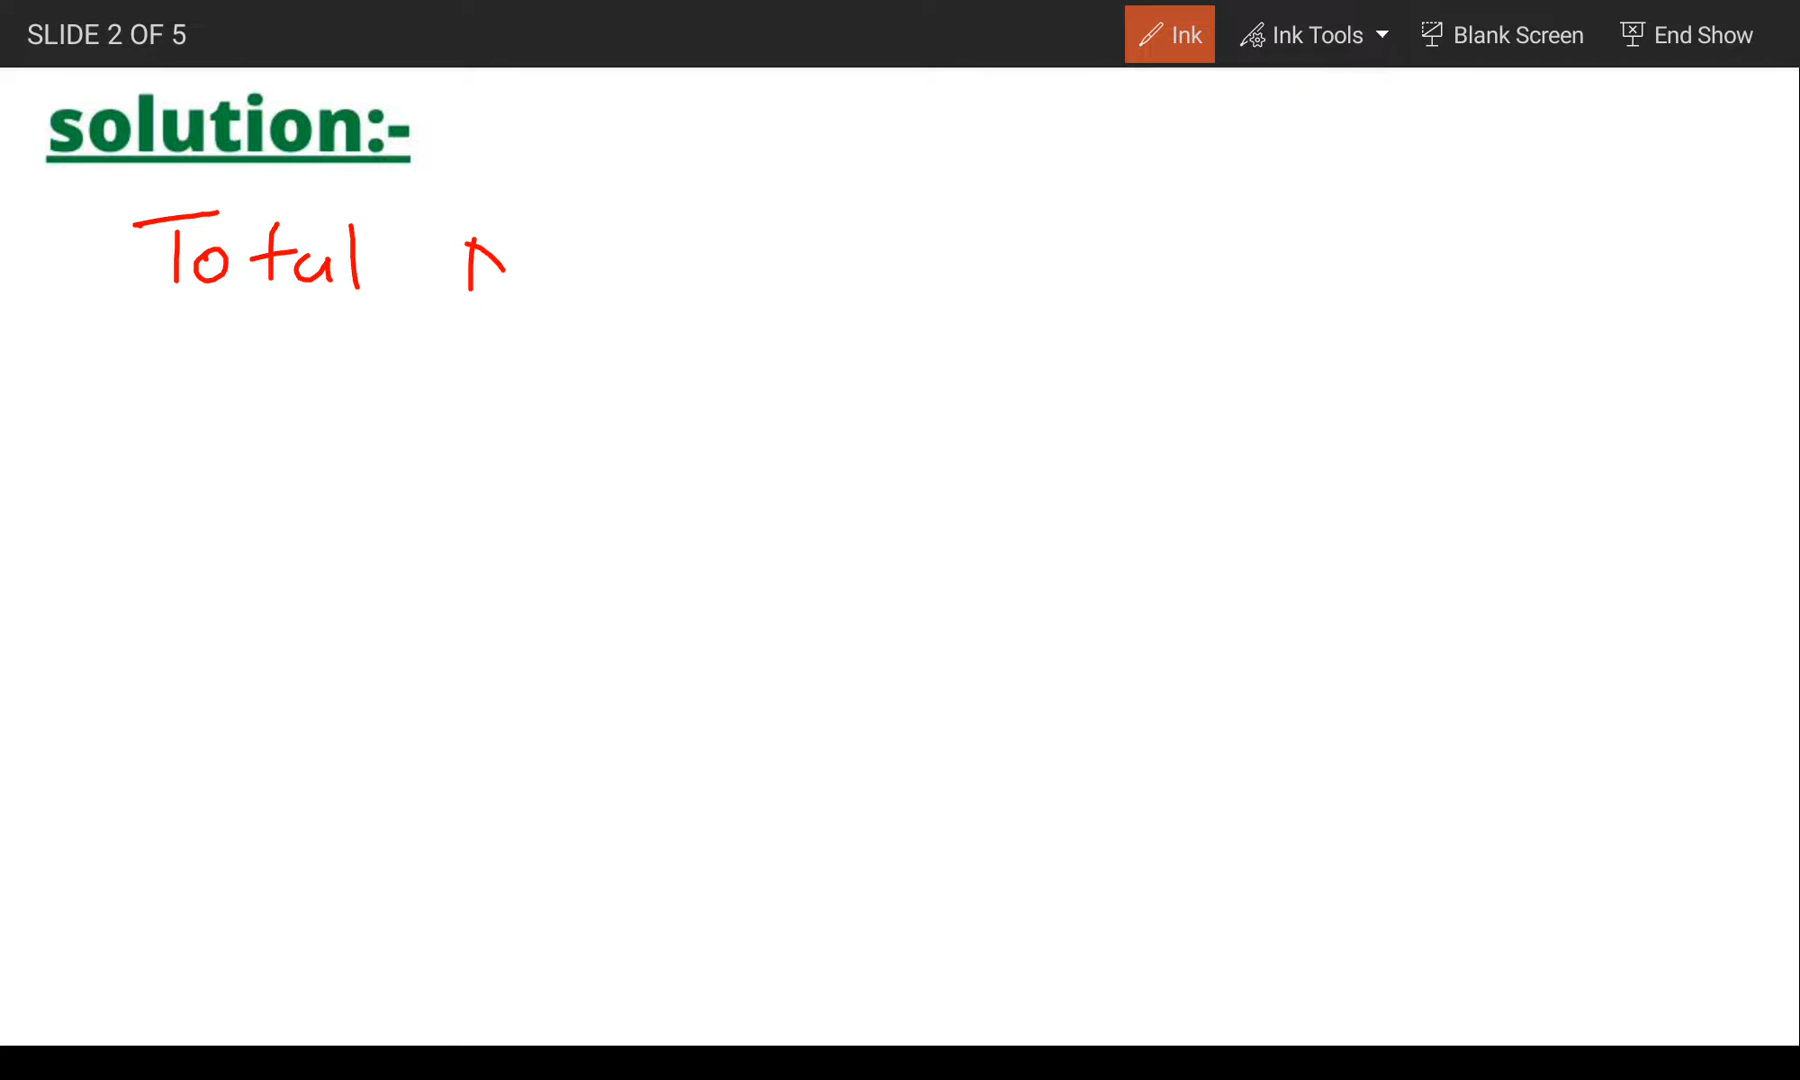 SLIDE 2 OF 5
Ink
Ink Tools
Blank Screen
End Show
solution:-
Total